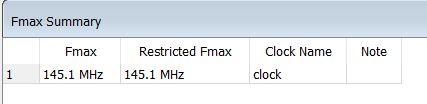 Fmax Summary
Fmax Restricted Fmax Clock Name Note
1 145.1 MHz 145.1 MHz clock